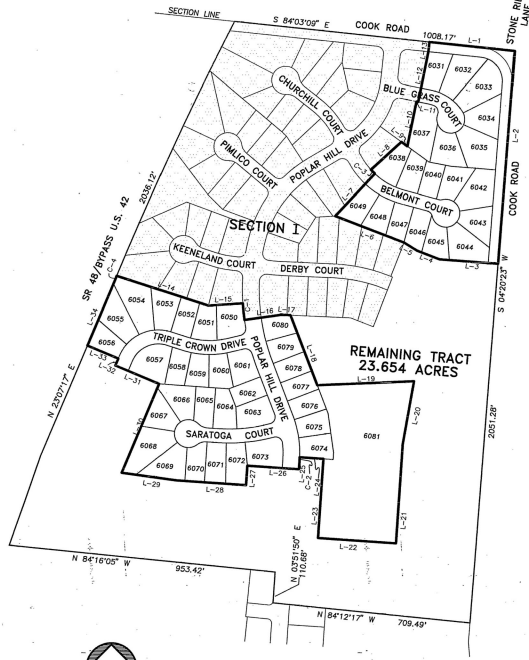 SECTION LINE
S 84°03'09" E
COOK ROAD
1008.17'
L-1
STONE RI
LANE
L-13
L-12
6031
6032
6033
CHURCHILL COURT
BLUE GRASS COURT
L-11
L-10
L-2
L-9
6037
6036
6035
PIMLICO COURT
POPLAR HILL DRIVE
L-8
6038
6039
6040
6041
6042
C-3
COOK ROAD
2036.12'
BELMONT COURT
L-7
6049
6048
6047
6046
6045
6044
6043
SECTION I
L-6
L-5
L-4
L-3
SR 48/BYPASS U.S. 42
KEENELAND COURT
DERBY COURT
S 04°20'23" W
C-4
L-14
L-15
C-1
L-16
L-17
6054
6053
6052
6051
6050
6080
L-34
6055
6056
TRIPLE CROWN DRIVE
POPLAR HILL DRIVE
6079
L-18
6078
REMAINING TRACT
23.654 ACRES
L-33
L-32
L-31
6057
6058
6059
6060
6061
6077
L-19
N 23°07'17" E
6062
6076
L-20
6066
6065
6064
6063
6075
2051.28'
L-30
6067
SARATOGA COURT
6074
6081
6068
6069
6070
6071
6072
6073
L-25
C-2
L-24
L-29
L-28
L-27
L-26
L-23
L-21
L-22
N 84°16'05" W
953.42'
N 03°51'50" E
110.68'
N 84°12'17" W
709.49'